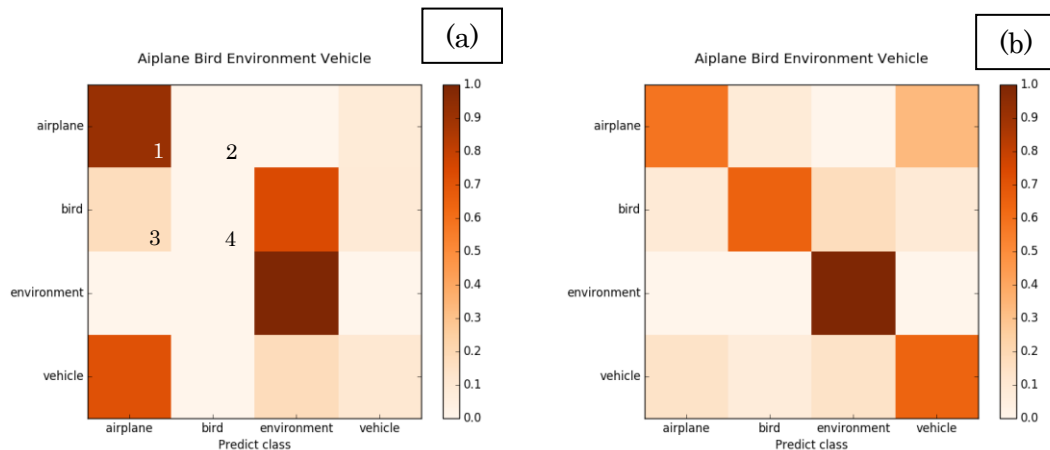 (a)
Aiplane Bird Environment Vehicle
airplane
bird
environment
vehicle
1
2
3
4
airplane bird environment vehicle
Predict class
1.0
0.9
0.8
0.7
0.6
0.5
0.4
0.3
0.2
0.1
0.0
(b)
Aiplane Bird Environment Vehicle
airplane
bird
environment
vehicle
airplane bird environment vehicle
Predict class
1.0
0.9
0.8
0.7
0.6
0.5
0.4
0.3
0.2
0.1
0.0